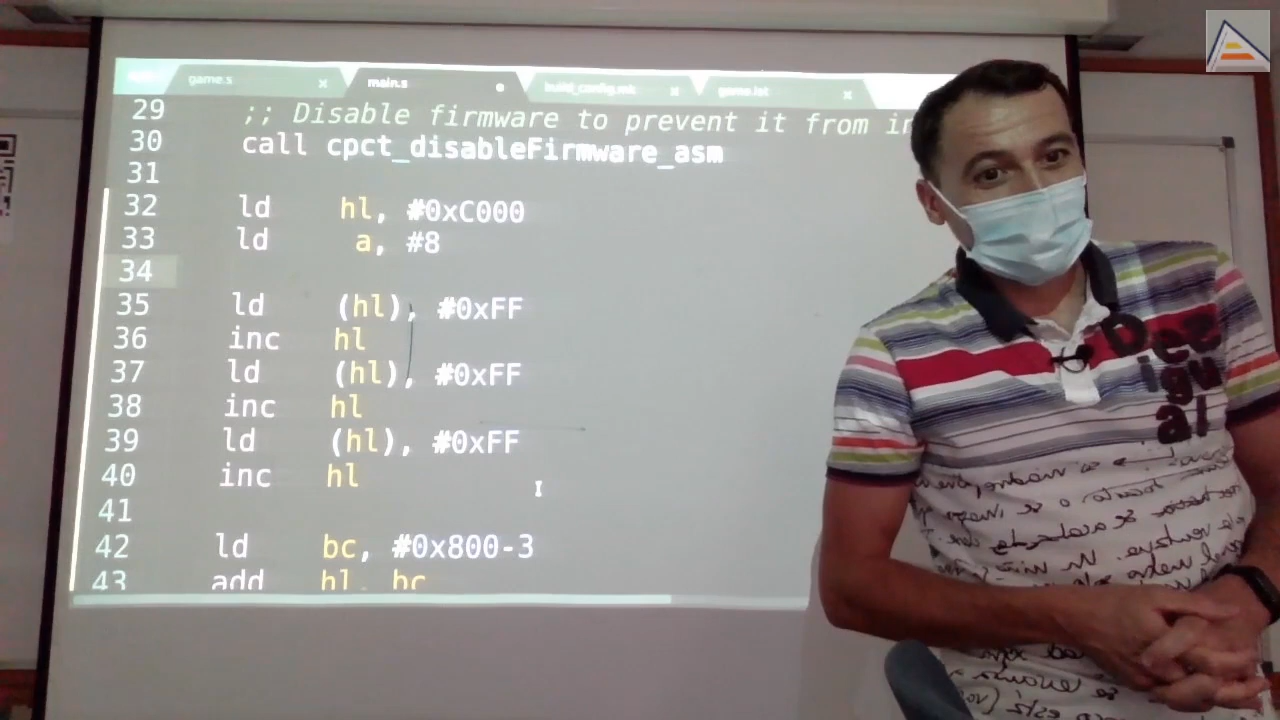 game.s x main.s build_config.mk x game.lst x
29 ;; Disable firmware to prevent it from in
30 call cpct_disableFirmware_asm
31
32 ld hl, #0xC000
33 ld a, #8
34
35 ld (hl), #0xFF
36 inc hl
37 ld (hl), #0xFF
38 inc hl
39 ld (hl), #0xFF
40 inc hl
41
42 ld bc, #0x800-3
43 add hl, bc
Des
igu
al